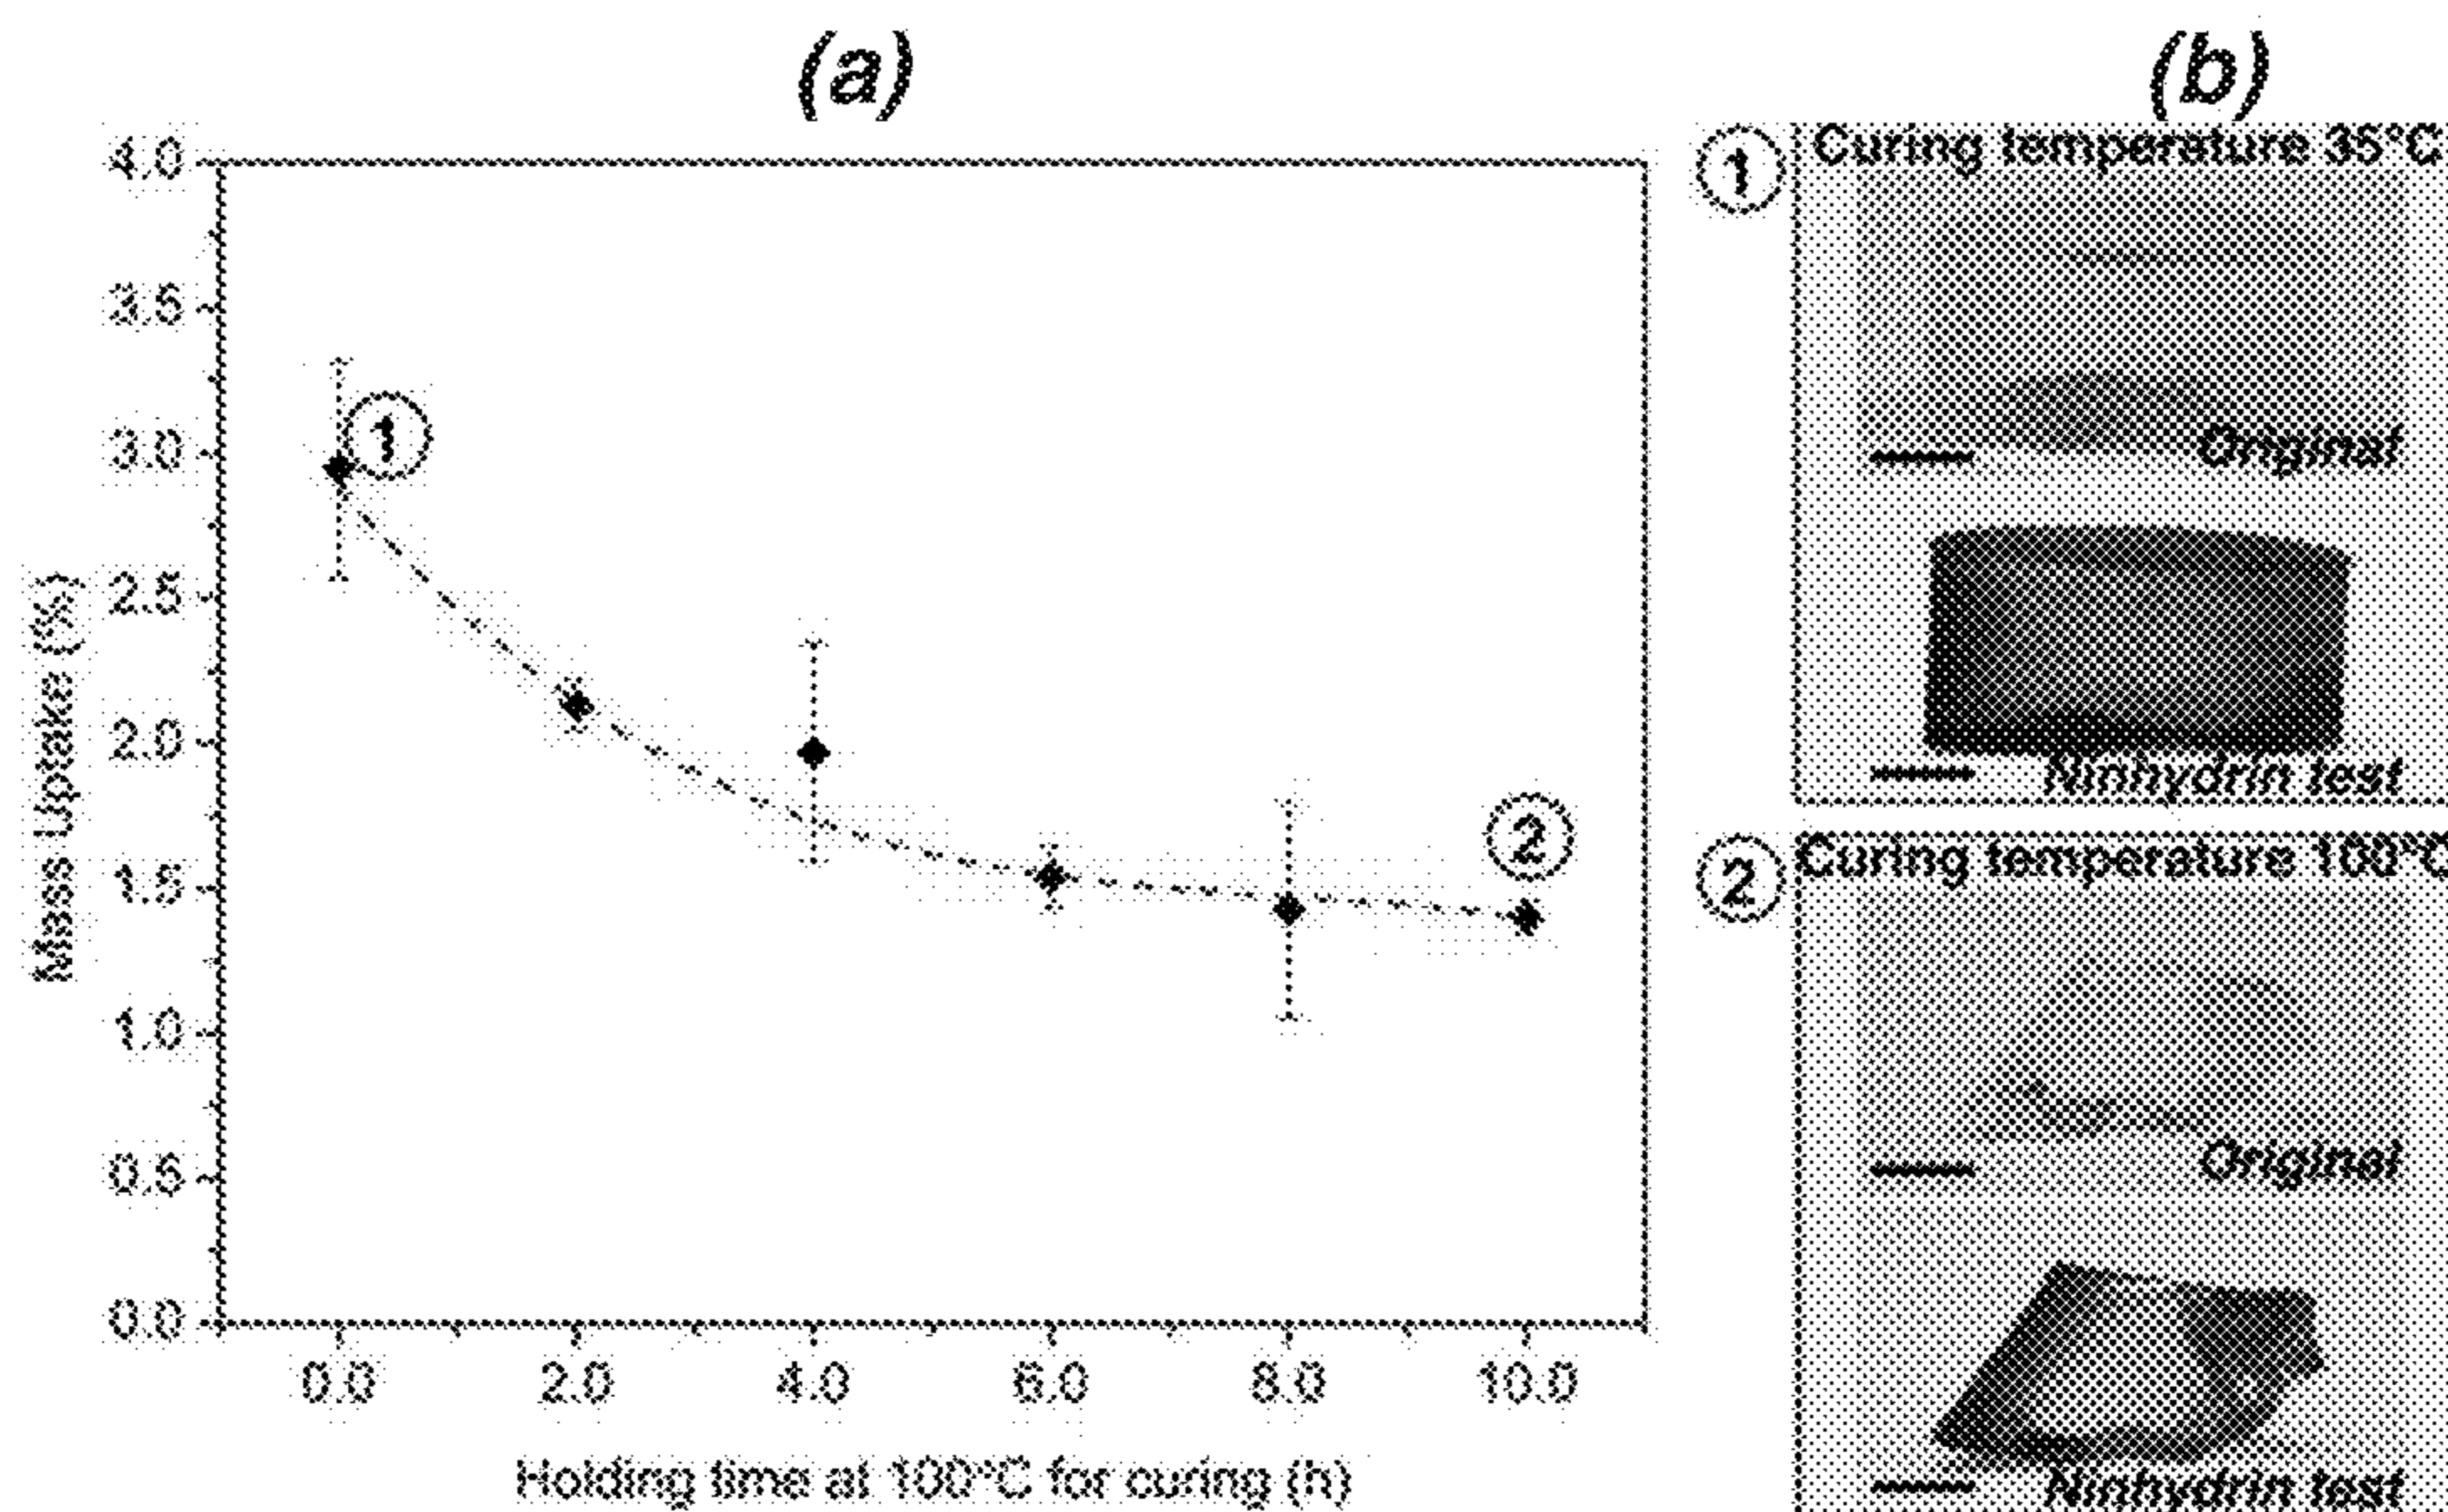 (a)
4.0
3.5
3.0
2.5
2.0
1.5
1.0
0.5
0.0
Mass Uptake (%)
1
2
0.0 2.0 4.0 6.0 8.0 10.0
Holding time at 100°C for curing (h)
(b)
1 Curing temperature 35°C
Original
Ninhydrin test
2 Curing temperature 100°C
Original
Ninhydrin test